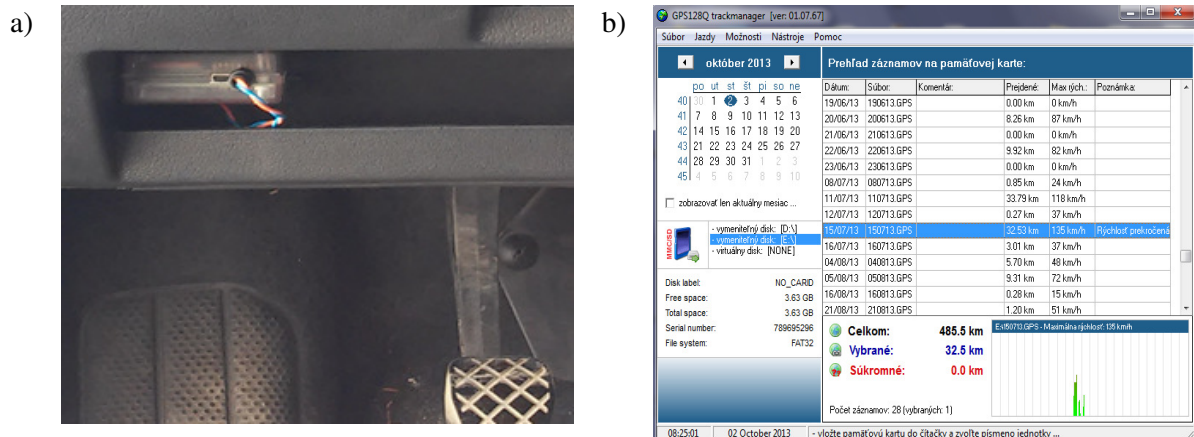 a)
b)
GPS128Q trackmanager [ver: 01.07.67]
Súbor Jazdy Možnosti Nástroje Pomoc
október 2013
po ut st št pi so ne
40 30 1 2 3 4 5 6
41 7 8 9 10 11 12 13
42 14 15 16 17 18 19 20
43 21 22 23 24 25 26 27
44 28 29 30 31 1 2 3
45 4 5 6 7 8 9 10
zobrazovať len aktuálny mesiac ...
MMC/SD
- vymeniteľný disk: [D:\]
- vymeniteľný disk: [E:\]
- virtuálny disk: [NONE]
Disk label: NO_CARID
Free space: 3.63 GB
Total space: 3.63 GB
Serial number: 789695296
File system: FAT32
Prehľad záznamov na pamäťovej karte:
Dátum: Súbor: Komentár: Prejdené: Max rých.: Poznámka:
19/06/13 190613.GPS 0.00 km 0 km/h
20/06/13 200613.GPS 8.26 km 87 km/h
21/06/13 210613.GPS 0.00 km 0 km/h
22/06/13 220613.GPS 9.92 km 82 km/h
23/06/13 230613.GPS 0.00 km 0 km/h
08/07/13 080713.GPS 0.85 km 24 km/h
11/07/13 110713.GPS 33.79 km 118 km/h
12/07/13 120713.GPS 0.27 km 37 km/h
15/07/13 150713.GPS 32.53 km 135 km/h Rýchlosť prekročená
16/07/13 160713.GPS 3.01 km 37 km/h
04/08/13 040813.GPS 5.70 km 48 km/h
05/08/13 050813.GPS 9.31 km 72 km/h
16/08/13 160813.GPS 0.28 km 15 km/h
21/08/13 210813.GPS 1.20 km 51 km/h
Celkom: 485.5 km
Vybrané: 32.5 km
Súkromné: 0.0 km
Počet záznamov: 28 (vybraných: 1)
E:\150713.GPS - Maximálna rýchlosť: 135 km/h
08:25:01 02 October 2013 - vložte pamäťovú kartu do čítačky a zvoľte písmeno jednotky ...